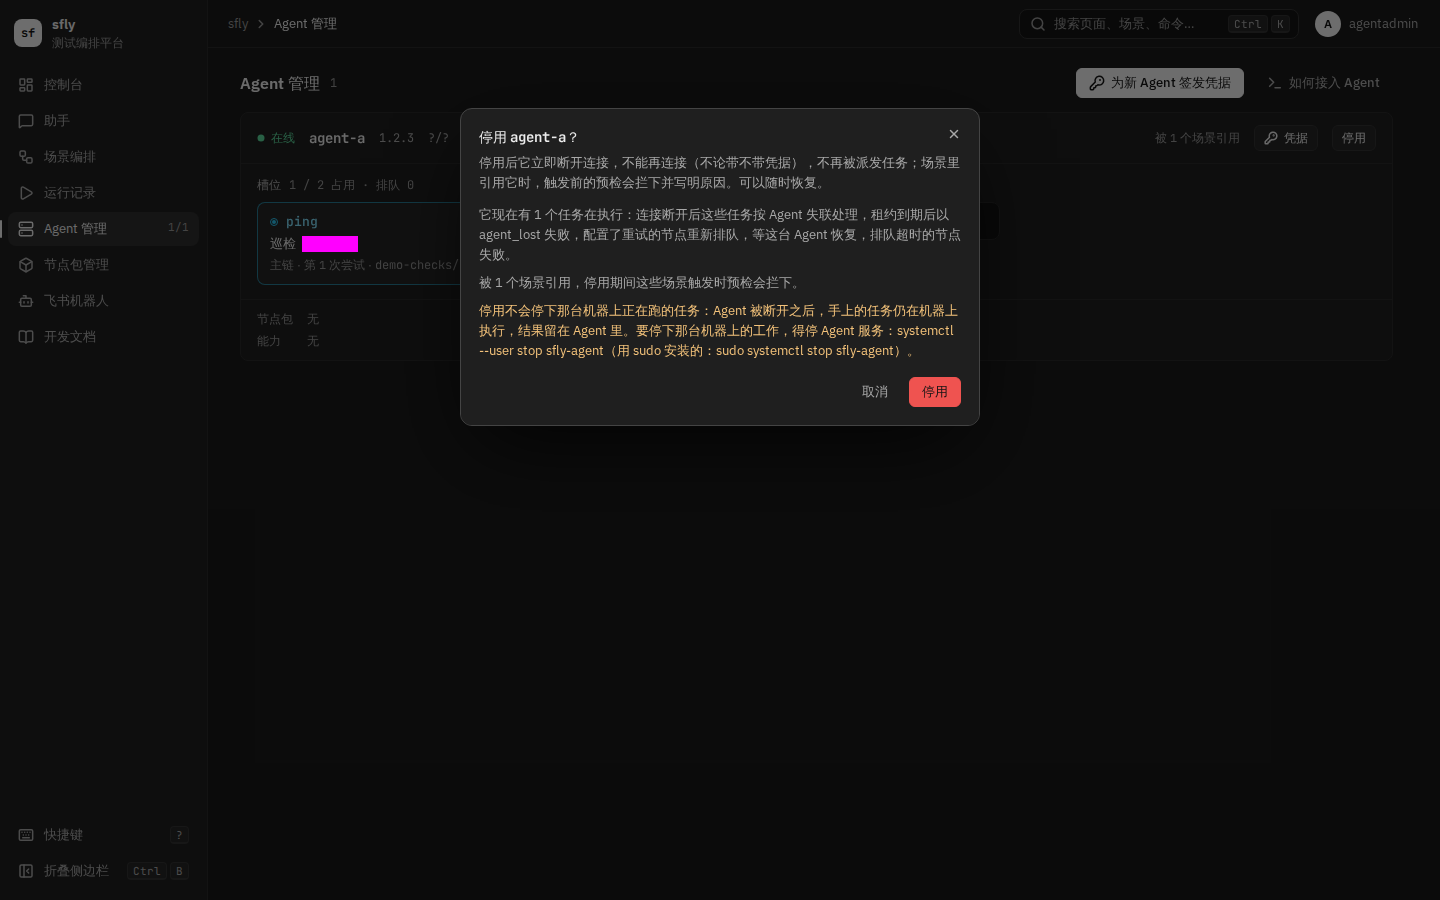 sf
sfly
测试编排平台
控制台
助手
场景编排
运行记录
Agent 管理
1/1
节点包管理
飞书机器人
开发文档
快捷键
?
折叠侧边栏
Ctrl
B
sfly
Agent 管理
搜索页面、场景、命令...
Ctrl
K
A
agentadmin
Agent 管理 1
为新 Agent 签发凭据
如何接入 Agent
在线 agent-a 1.2.3 ?/?
被 1 个场景引用
凭据
停用
槽位 1 / 2 占用 · 排队 0
ping
巡检
主链 · 第 1 次尝试 · demo-checks/
节点包 无
能力 无
停用 agent-a？
停用后它立即断开连接，不能再连接（不论带不带凭据），不再被派发任务；场景里
引用它时，触发前的预检会拦下并写明原因。可以随时恢复。
它现在有 1 个任务在执行：连接断开后这些任务按 Agent 失联处理，租约到期后以
agent_lost 失败，配置了重试的节点重新排队，等这台 Agent 恢复，排队超时的节点
失败。
被 1 个场景引用，停用期间这些场景触发时预检会拦下。
停用不会停下那台机器上正在跑的任务：Agent 被断开之后，手上的任务仍在机器上
执行，结果留在 Agent 里。要停下那台机器上的工作，得停 Agent 服务：systemctl
--user stop sfly-agent（用 sudo 安装的：sudo systemctl stop sfly-agent）。
取消
停用